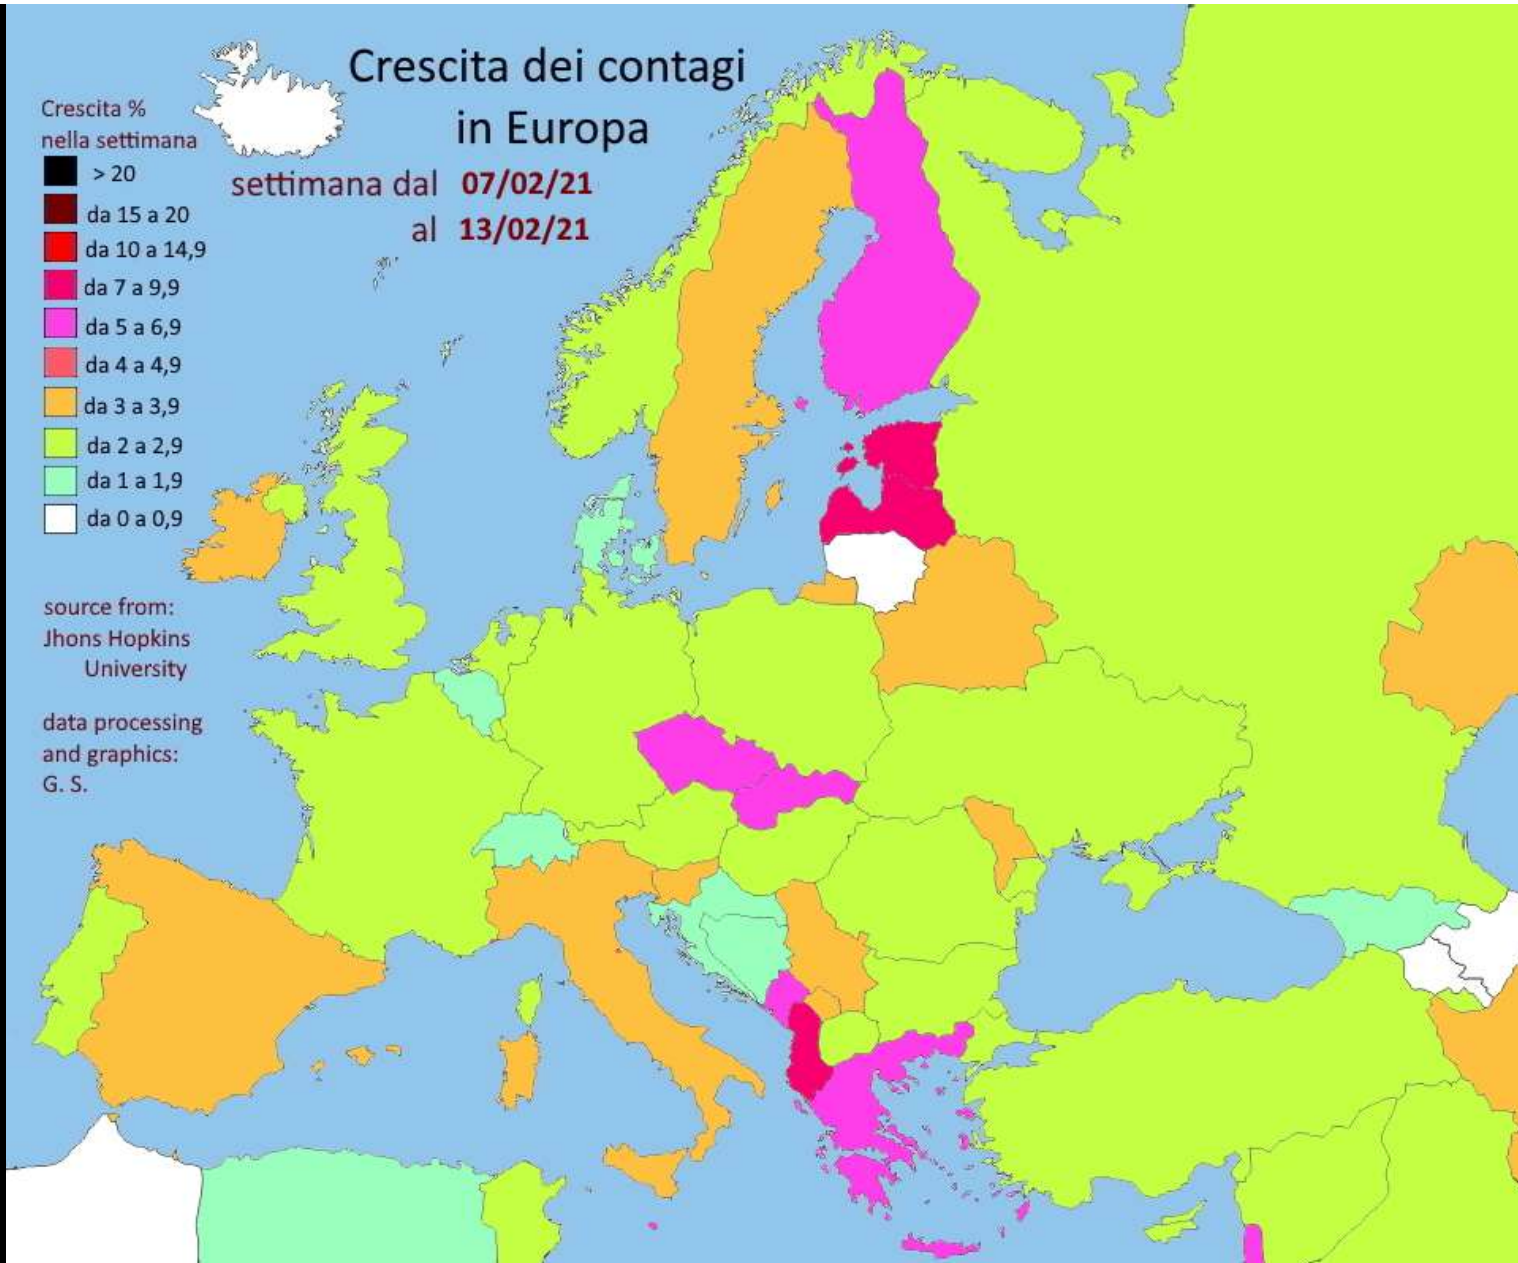 Crescita dei contagi
in Europa
settimana dal 07/02/21
al 13/02/21
Crescita %
nella settimana
> 20
da 15 a 20
da 10 a 14,9
da 7 a 9,9
da 5 a 6,9
da 4 a 4,9
da 3 a 3,9
da 2 a 2,9
da 1 a 1,9
da 0 a 0,9
source from:
Jhons Hopkins
University
data processing
and graphics:
G. S.